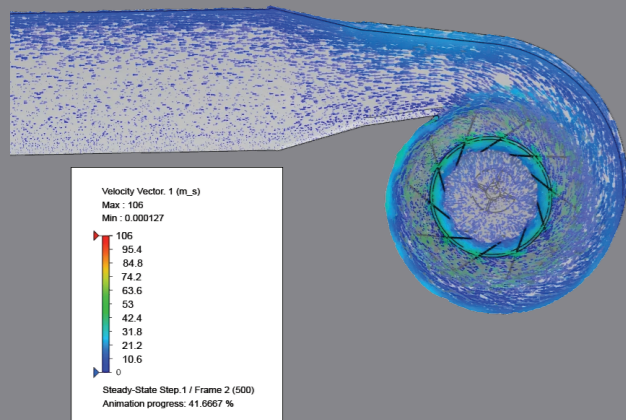 Velocity Vector. 1 (m_s)
Max : 106
Min : 0.000127
106
95.4
84.8
74.2
63.6
53
42.4
31.8
21.2
10.6
0
Steady-State Step.1 / Frame 2 (500)
Animation progress: 41.6667 %